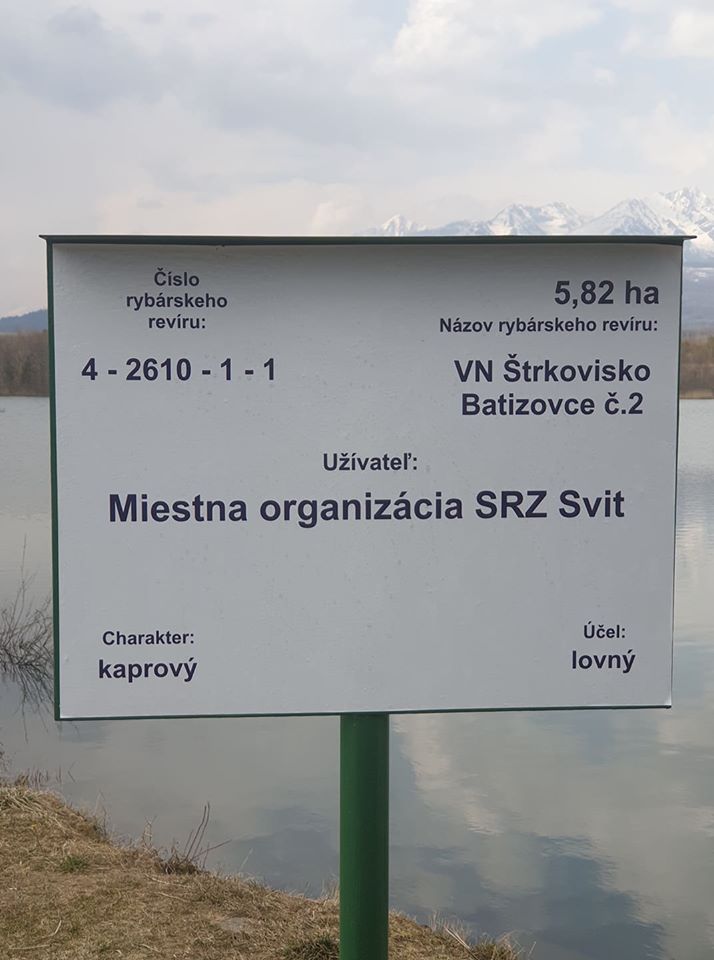 Číslo
rybárskeho
revíru:
4 - 2610 - 1 - 1
5,82 ha
Názov rybárskeho revíru:
VN Štrkovisko
Batizovce č.2
Užívateľ:
Miestna organizácia SRZ Svit
Charakter:
kaprový
Účel:
lovný